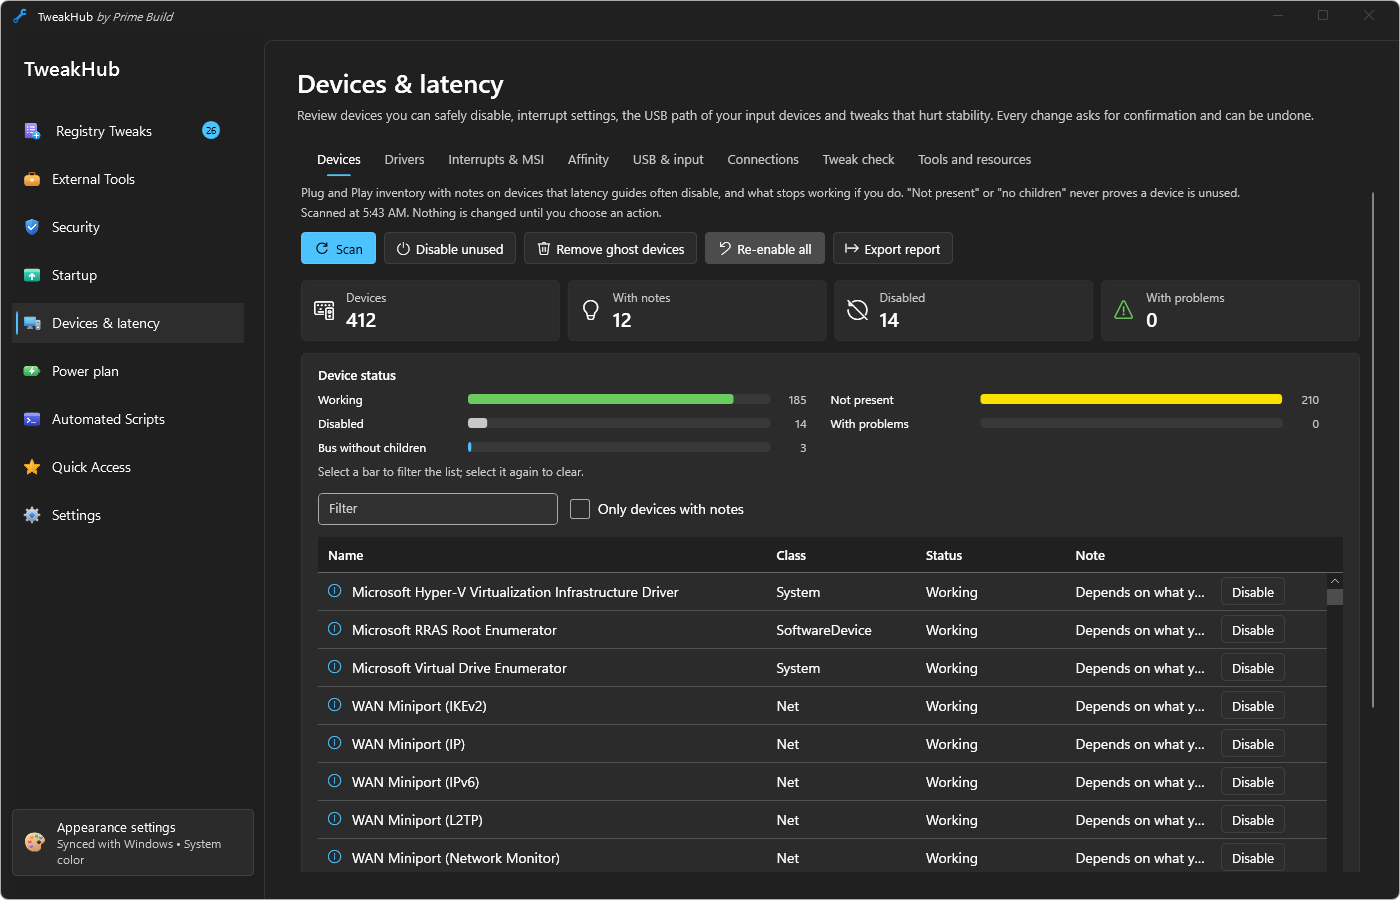 TweakHub by Prime Build
TweakHub
Registry Tweaks 26
External Tools
Security
Startup
Devices & latency
Power plan
Automated Scripts
Quick Access
Settings
Appearance settings
Synced with Windows • System
color
Devices & latency
Review devices you can safely disable, interrupt settings, the USB path of your input devices and tweaks that hurt stability. Every change asks for confirmation and can be undone.
Devices Drivers Interrupts & MSI Affinity USB & input Connections Tweak check Tools and resources
Plug and Play inventory with notes on devices that latency guides often disable, and what stops working if you do. "Not present" or "no children" never proves a device is unused.
Scanned at 5:43 AM. Nothing is changed until you choose an action.
Scan Disable unused Remove ghost devices Re-enable all Export report
Devices
412
With notes
12
Disabled
14
With problems
0
Device status
Working 185 Not present 210
Disabled 14 With problems 0
Bus without children 3
Select a bar to filter the list; select it again to clear.
Filter Only devices with notes
Name Class Status Note
Microsoft Hyper-V Virtualization Infrastructure Driver System Working Depends on what y... Disable
Microsoft RRAS Root Enumerator SoftwareDevice Working Depends on what y... Disable
Microsoft Virtual Drive Enumerator System Working Depends on what y... Disable
WAN Miniport (IKEv2) Net Working Depends on what y... Disable
WAN Miniport (IP) Net Working Depends on what y... Disable
WAN Miniport (IPv6) Net Working Depends on what y... Disable
WAN Miniport (L2TP) Net Working Depends on what y... Disable
WAN Miniport (Network Monitor) Net Working Depends on what y... Disable